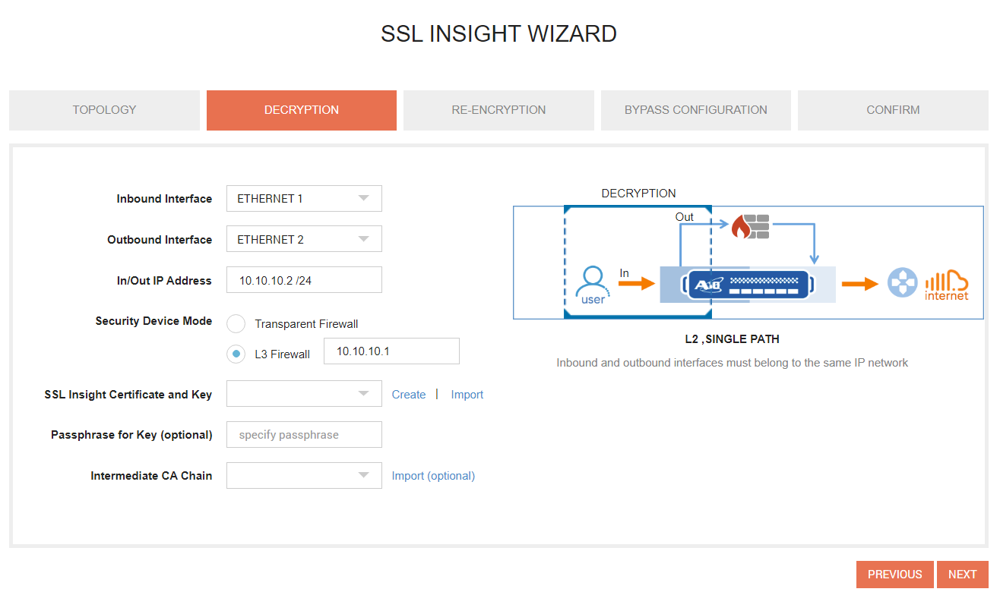 SSL INSIGHT WIZARD
TOPOLOGY
DECRYPTION
RE-ENCRYPTION
BYPASS CONFIGURATION
CONFIRM
Inbound Interface
ETHERNET 1
Outbound Interface
ETHERNET 2
In/Out IP Address
10.10.10.2 /24
Security Device Mode
Transparent Firewall
L3 Firewall
10.10.10.1
SSL Insight Certificate and Key
Create | Import
Passphrase for Key (optional)
specify passphrase
Intermediate CA Chain
Import (optional)
DECRYPTION
Out
In
user
A10
internet
L2 ,SINGLE PATH
Inbound and outbound interfaces must belong to the same IP network
PREVIOUS
NEXT